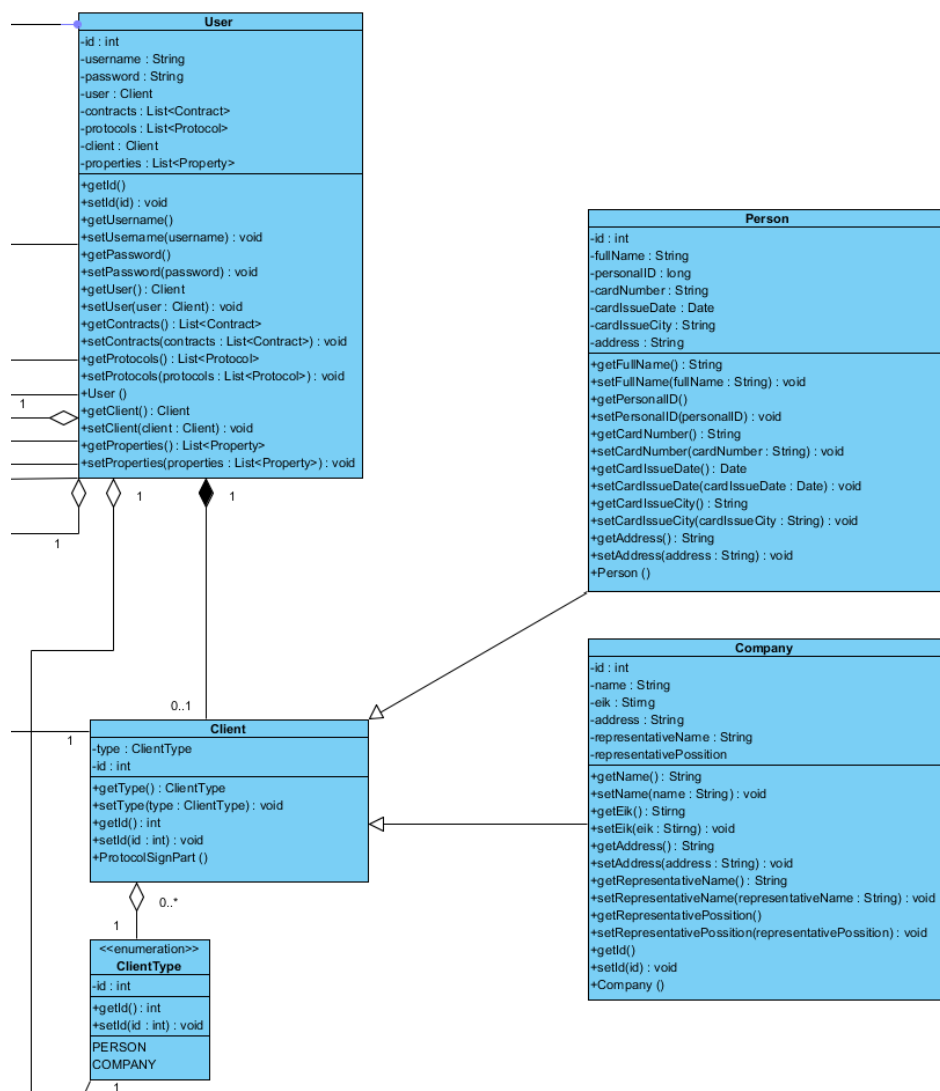 User
-id : int
-username : String
-password : String
-user : Client
-contracts : List<Contract>
-protocols : List<Protocol>
-client : Client
-properties : List<Property>
+getId()
+setId(id) : void
+getUsername()
+setUsername(username) : void
+getPassword()
+setPassword(password) : void
+getUser() : Client
+setUser(user : Client) : void
+getContracts() : List<Contract>
+setContracts(contracts : List<Contract>) : void
+getProtocols() : List<Protocol>
+setProtocols(protocols : List<Protocol>) : void
+User ()
+getClient() : Client
+setClient(client : Client) : void
+getProperties() : List<Property>
+setProperties(properties : List<Property>) : void
1
1
1
1
Person
-id : int
-fullName : String
-personalID : long
-cardNumber : String
-cardIssueDate : Date
-cardIssueCity : String
-address : String
+getFullName() : String
+setFullName(fullName : String) : void
+getPersonalID()
+setPersonalID(personalID) : void
+getCardNumber() : String
+setCardNumber(cardNumber : String) : void
+getCardIssueDate() : Date
+setCardIssueDate(cardIssueDate : Date) : void
+getCardIssueCity() : String
+setCardIssueCity(cardIssueCity : String) : void
+getAddress() : String
+setAddress(address : String) : void
+Person ()
0..1
1
Client
-type : ClientType
-id : int
+getType() : ClientType
+setType(type : ClientType) : void
+getId() : int
+setId(id : int) : void
+ProtocolSignPart ()
0..*
1
<<enumeration>>
ClientType
-id : int
+getId() : int
+setId(id : int) : void
PERSON
COMPANY
1
Company
-id : int
-name : String
-eik : Stirng
-address : String
-representativeName : String
-representativePossition
+getName() : String
+setName(name : String) : void
+getEik() : Stirng
+setEik(eik : Stirng) : void
+getAddress() : String
+setAddress(address : String) : void
+getRepresentativeName() : String
+setRepresentativeName(representativeName : String) : void
+getRepresentativePossition()
+setRepresentativePossition(representativePossition) : void
+getId()
+setId(id) : void
+Company ()